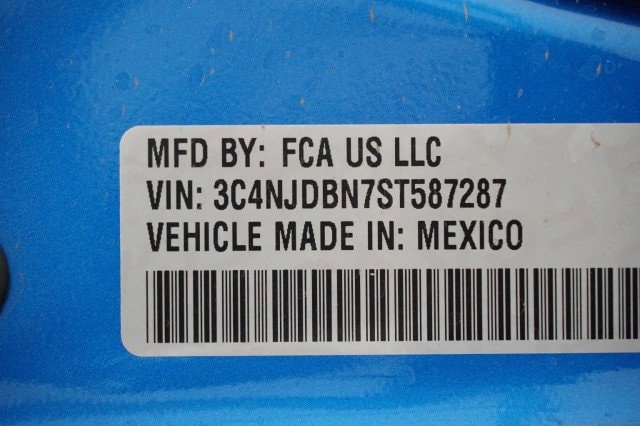 MFD BY: FCA US LLC
VIN: 3C4NJDBN7ST587287
VEHICLE MADE IN: MEXICO